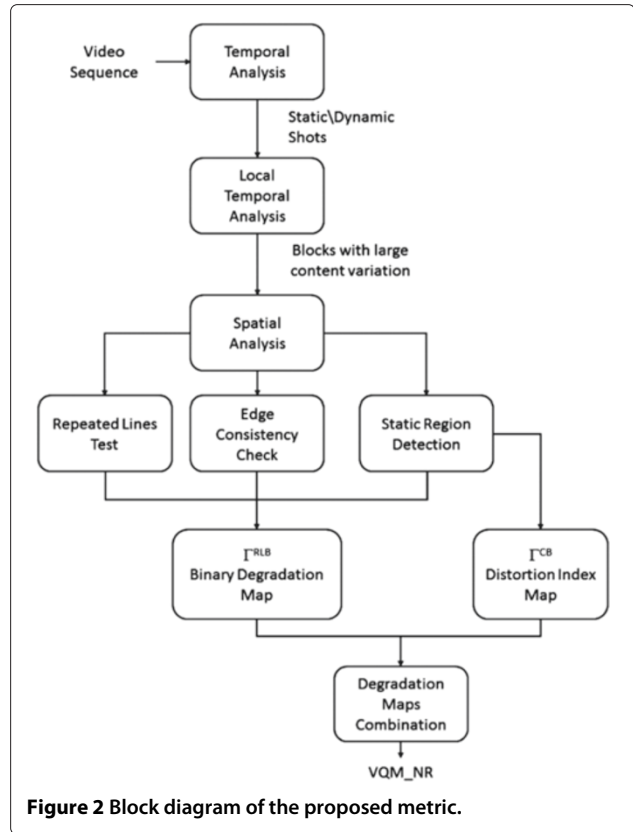 Video
Sequence
Temporal
Analysis
Static\Dynamic
Shots
Local
Temporal
Analysis
Blocks with large
content variation
Spatial
Analysis
Repeated Lines
Test
Edge
Consistency
Check
Static Region
Detection
Γ^RLB
Binary Degradation
Map
Γ^CB
Distortion Index
Map
Degradation
Maps
Combination
VQM_NR
Figure 2 Block diagram of the proposed metric.